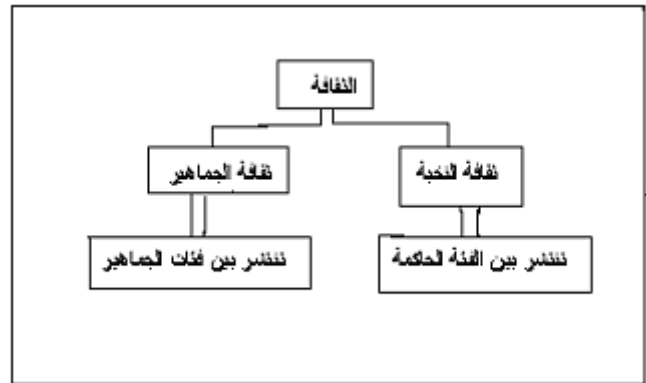 الثقافة
ثقافة النخبة
ثقافة الجماهير
تنتشر بين الفئة الحاكمة
تنتشر بين فئات الجماهير